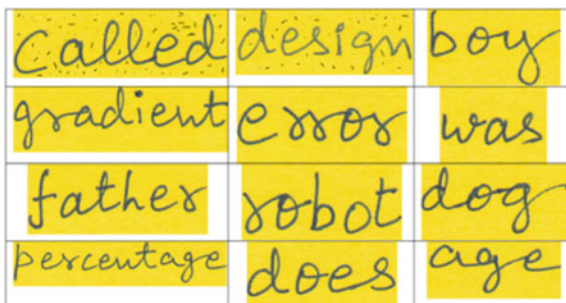 called design boy
gradient error was
father robot dog
percentage does age